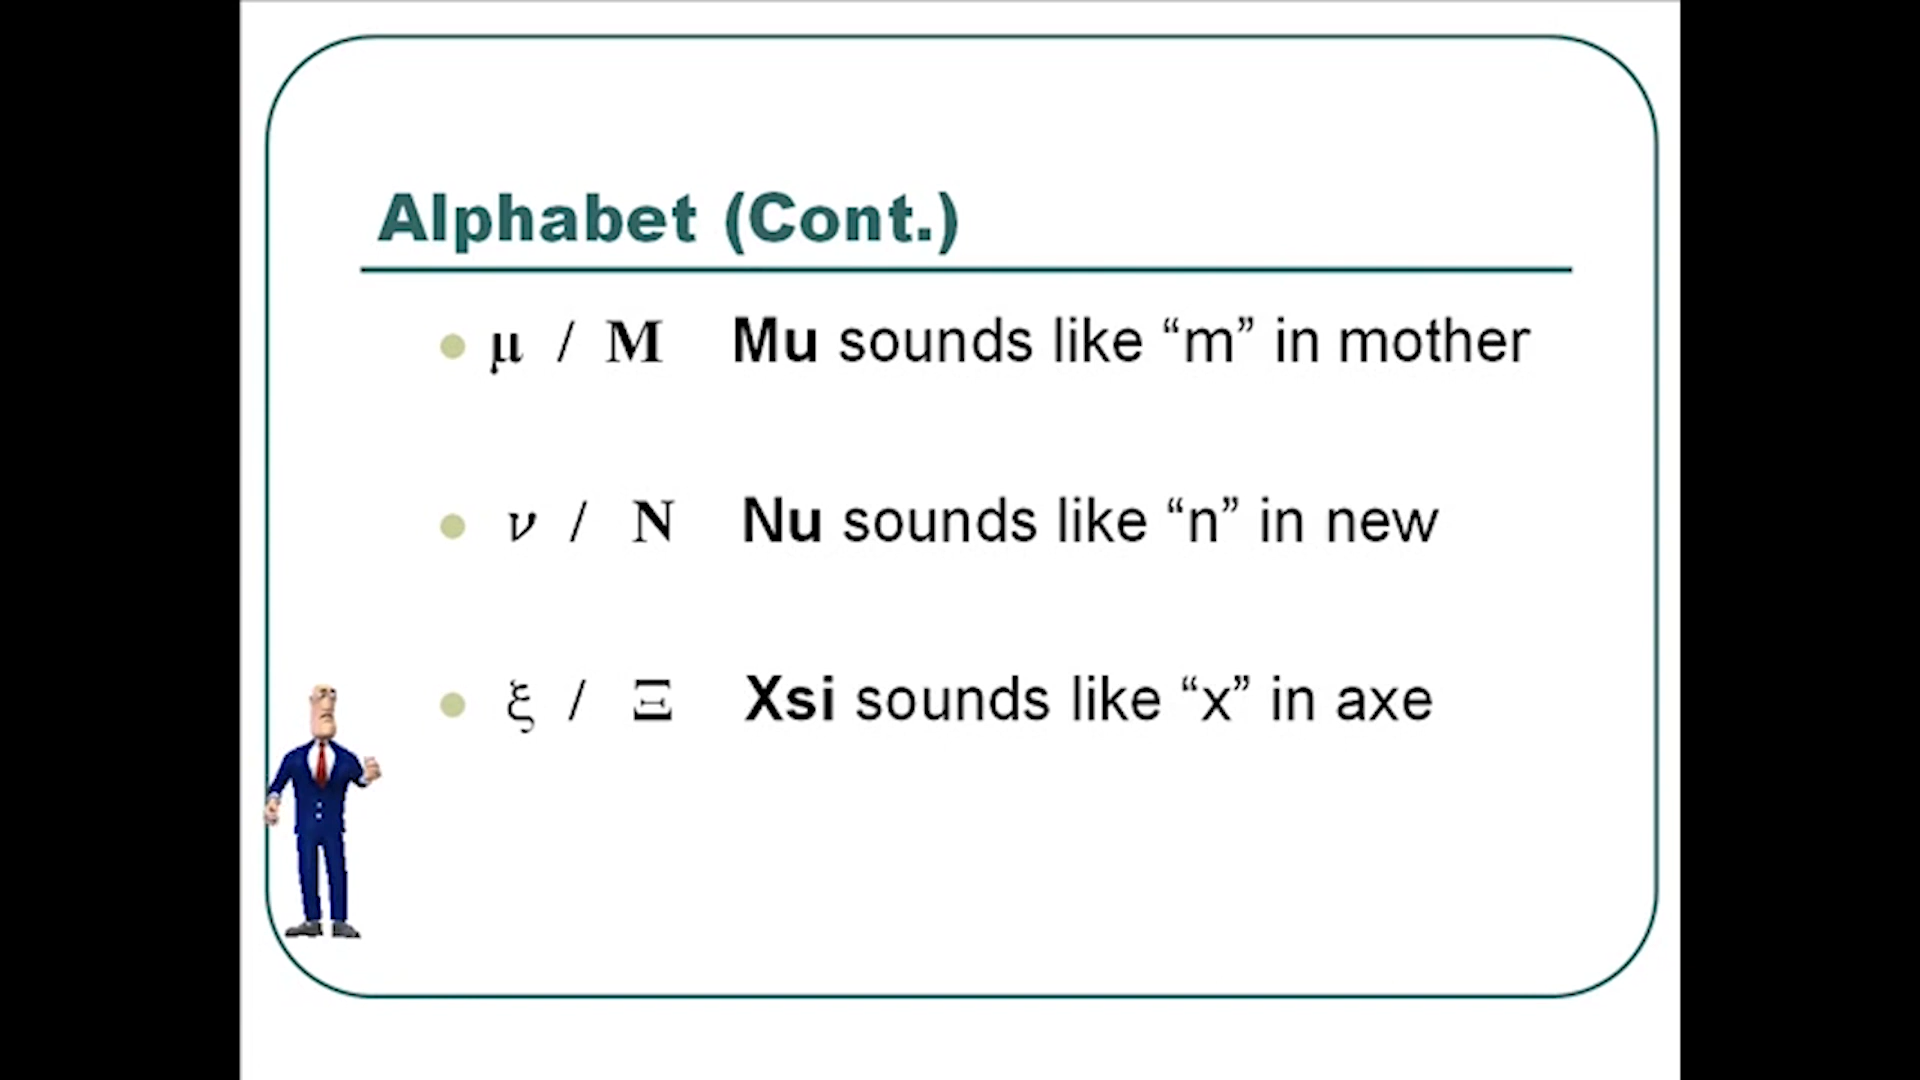 Alphabet (Cont.)
μ / Μ Mu sounds like “m” in mother
ν / Ν Nu sounds like “n” in new
ξ / Ξ Xsi sounds like “x” in axe